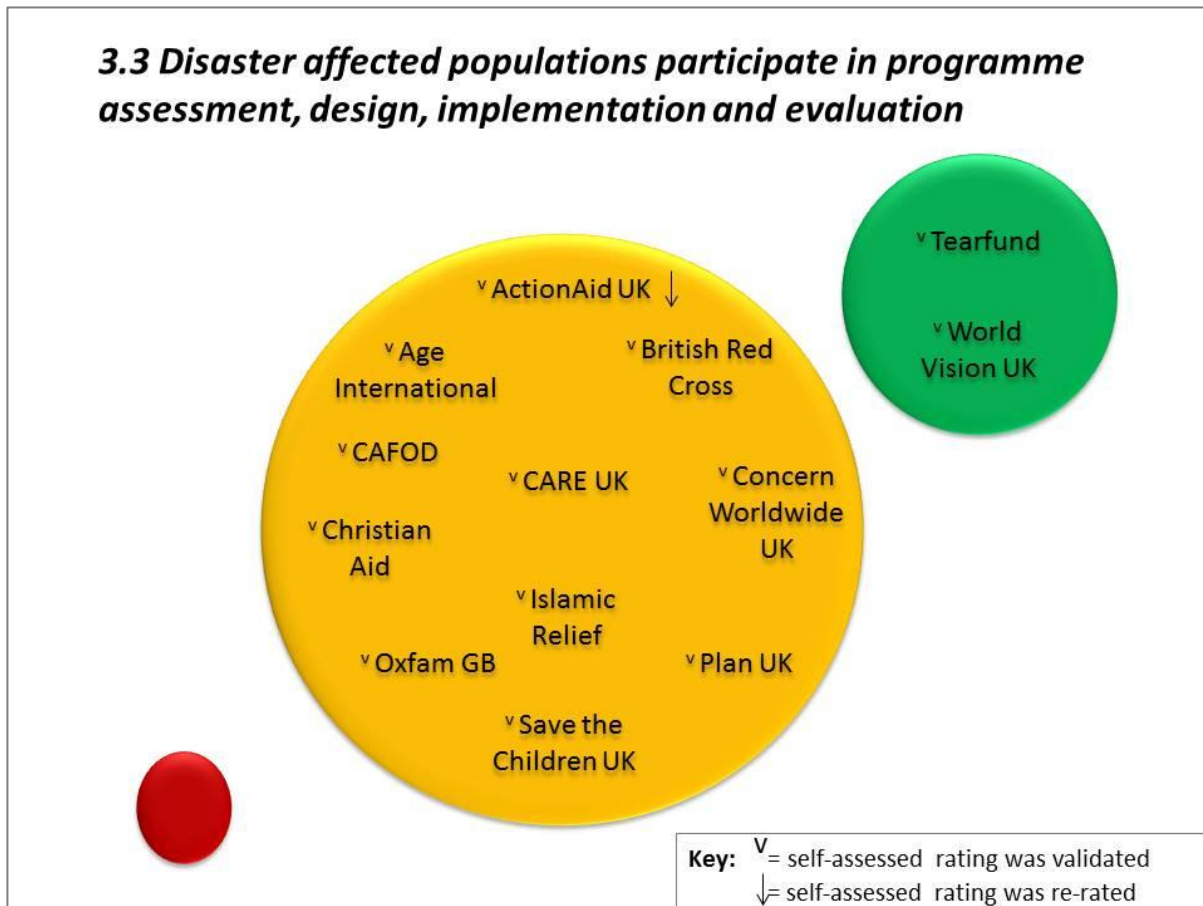 3.3 Disaster affected populations participate in programme
assessment, design, implementation and evaluation
v Tearfund
v World
Vision UK
v ActionAid UK ↓
v Age
International
v British Red
Cross
v CAFOD
v CARE UK
v Concern
Worldwide
UK
v Christian
Aid
v Islamic
Relief
v Oxfam GB
v Plan UK
v Save the
Children UK
Key: v = self-assessed rating was validated
↓= self-assessed rating was re-rated